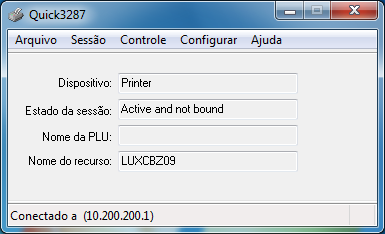 Quick3287
Arquivo Sessão Controle Configurar Ajuda
Dispositivo: Printer
Estado da sessão: Active and not bound
Nome da PLU:
Nome do recurso: LUXCBZ09
Conectado a (10.200.200.1)